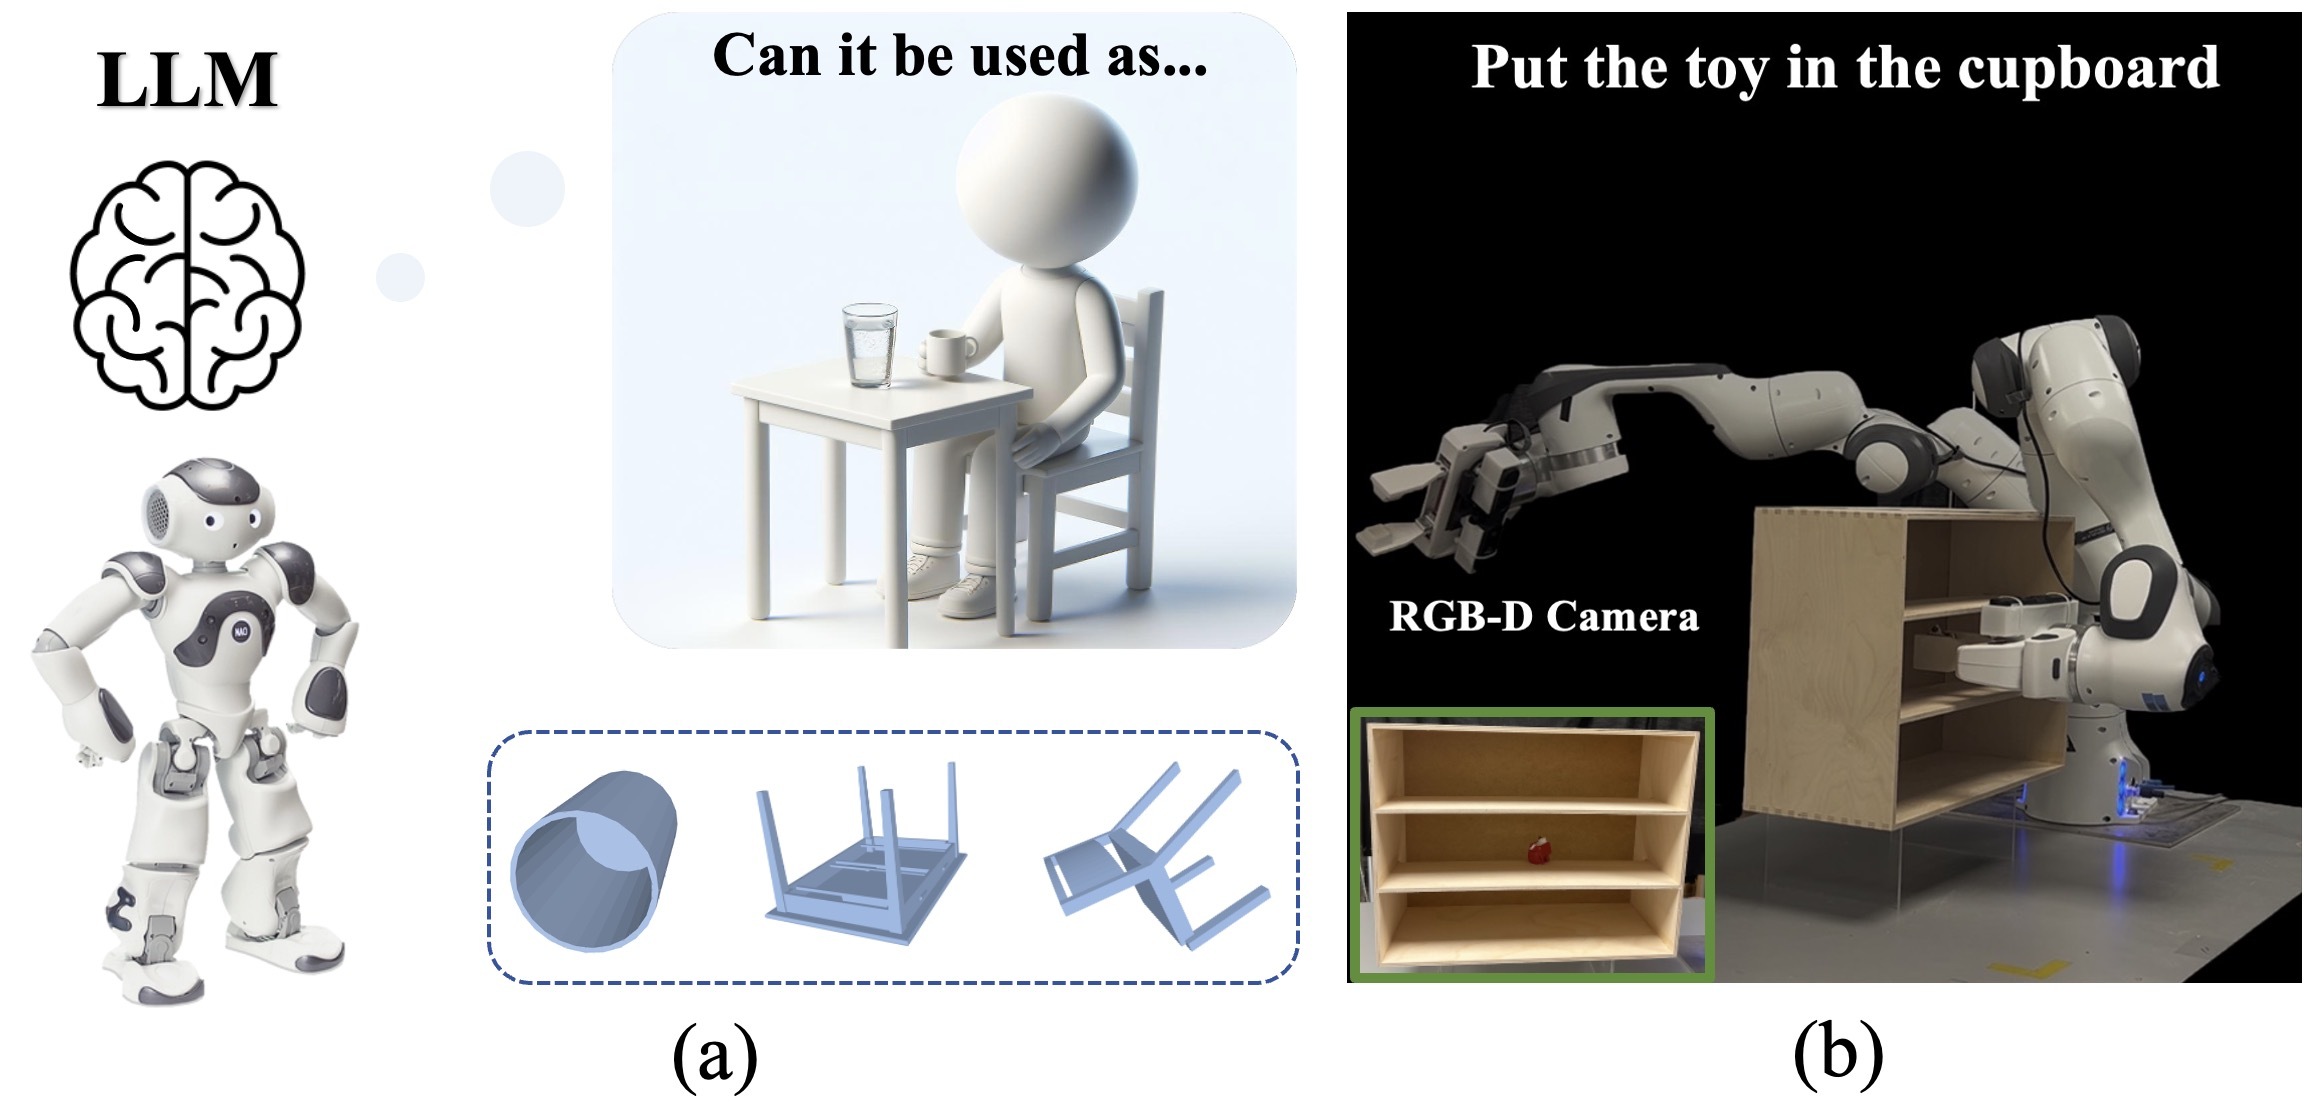 LLM
Can it be used as...
NAO
Put the toy in the cupboard
RGB-D Camera
(a)
(b)